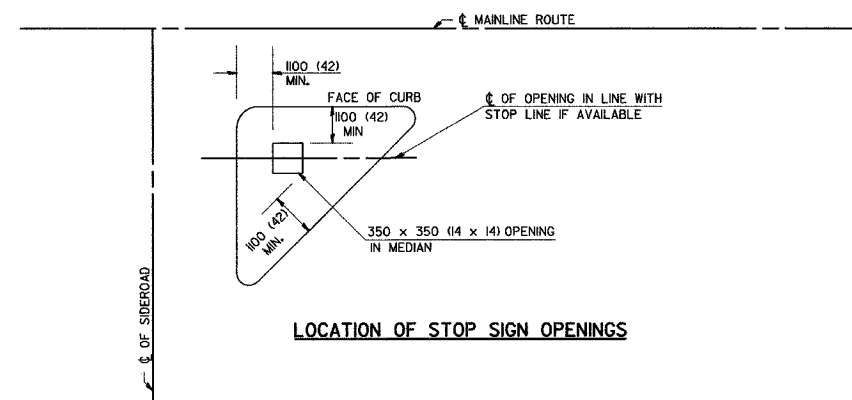 ℄ MAINLINE ROUTE
1100 (42)
MIN.
FACE OF CURB
1100 (42)
MIN
℄ OF OPENING IN LINE WITH
STOP LINE IF AVAILABLE
1100 (42)
MIN.
350 × 350 (14 × 14) OPENING
IN MEDIAN
℄ OF SIDEROAD
LOCATION OF STOP SIGN OPENINGS